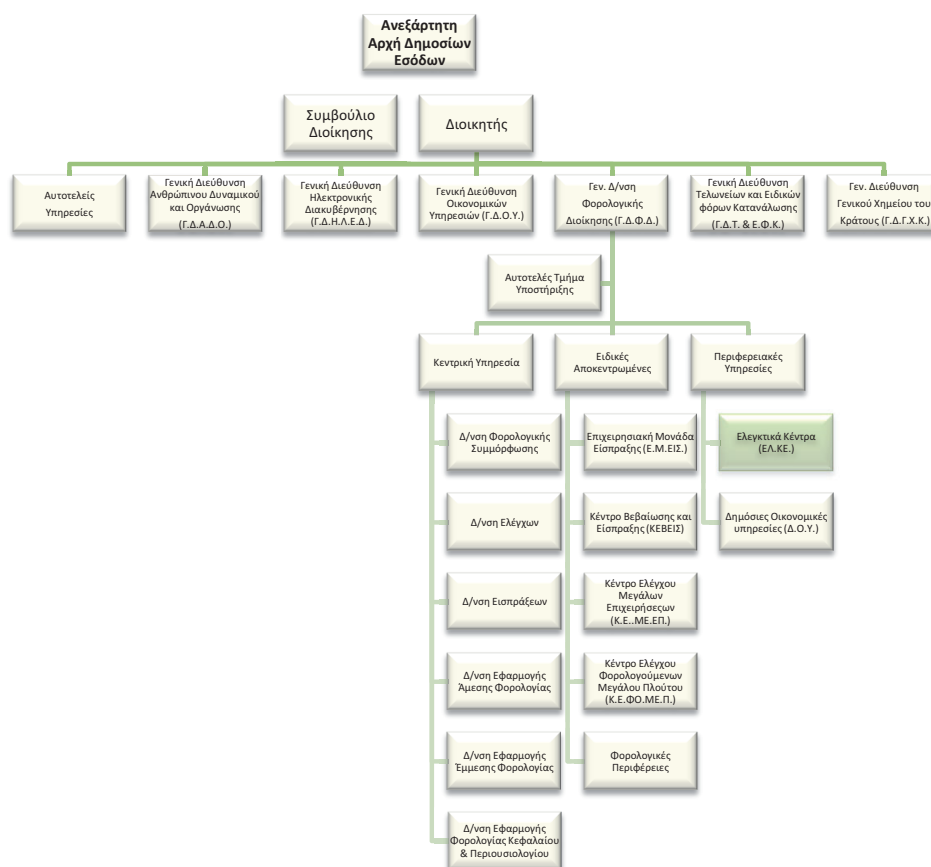 Ανεξάρτητη
Αρχή Δημοσίων
Εσόδων
Συμβούλιο
Διοίκησης
Διοικητής
Αυτοτελείς
Υπηρεσίες
Γενική Διεύθυνση
Ανθρώπινου Δυναμικού
και Οργάνωσης
(Γ.Δ.Α.Δ.Ο.)
Γενική Διεύθυνση
Ηλεκτρονικής
Διακυβέρνησης
(Γ.Δ.Η.Λ.Ε.Δ.)
Γενική Διεύθυνση
Οικονομικών
Υπηρεσιών (Γ.Δ.Ο.Υ.)
Γεν. Δ/νση
Φορολογικής
Διοίκησης (Γ.Δ.Φ.Δ.)
Γενική Διεύθυνση
Τελωνείων και Ειδικών
φόρων Κατανάλωσης
(Γ.Δ.Τ. & Ε.Φ.Κ.)
Γεν. Διεύθυνση
Γενικού Χημείου του
Κράτους (Γ.Δ.Γ.Χ.Κ.)
Αυτοτελές Τμήμα
Υποστήριξης
Κεντρική Υπηρεσία
Ειδικές
Αποκεντρωμένες
Περιφερειακές
Υπηρεσίες
Δ/νση Φορολογικής
Συμμόρφωσης
Επιχειρησιακή Μονάδα
Είσπραξης (Ε.Μ.ΕΙΣ.)
Ελεγκτικά Κέντρα
(ΕΛ.ΚΕ.)
Δ/νση Ελέγχων
Κέντρο Βεβαίωσης και
Είσπραξης (ΚΕΒΕΙΣ)
Δημόσιες Οικονομικές
υπηρεσίες (Δ.Ο.Υ.)
Δ/νση Εισπράξεων
Κέντρο Ελέγχου
Μεγάλων
Επιχειρήσεςων
(Κ.Ε..ΜΕ.ΕΠ.)
Δ/νση Εφαρμογής
Άμεσης Φορολογίας
Κέντρο Ελέγχου
Φορολογούμενων
Μεγάλου Πλούτου
(Κ.Ε.ΦΟ.ΜΕ.Π.)
Δ/νση Εφαρμογής
Έμμεσης Φορολογίας
Φορολογικές
Περιφέρειες
Δ/νση Εφαρμογής
Φορολογίας Κεφαλαίου
& Περιουσιολογίου